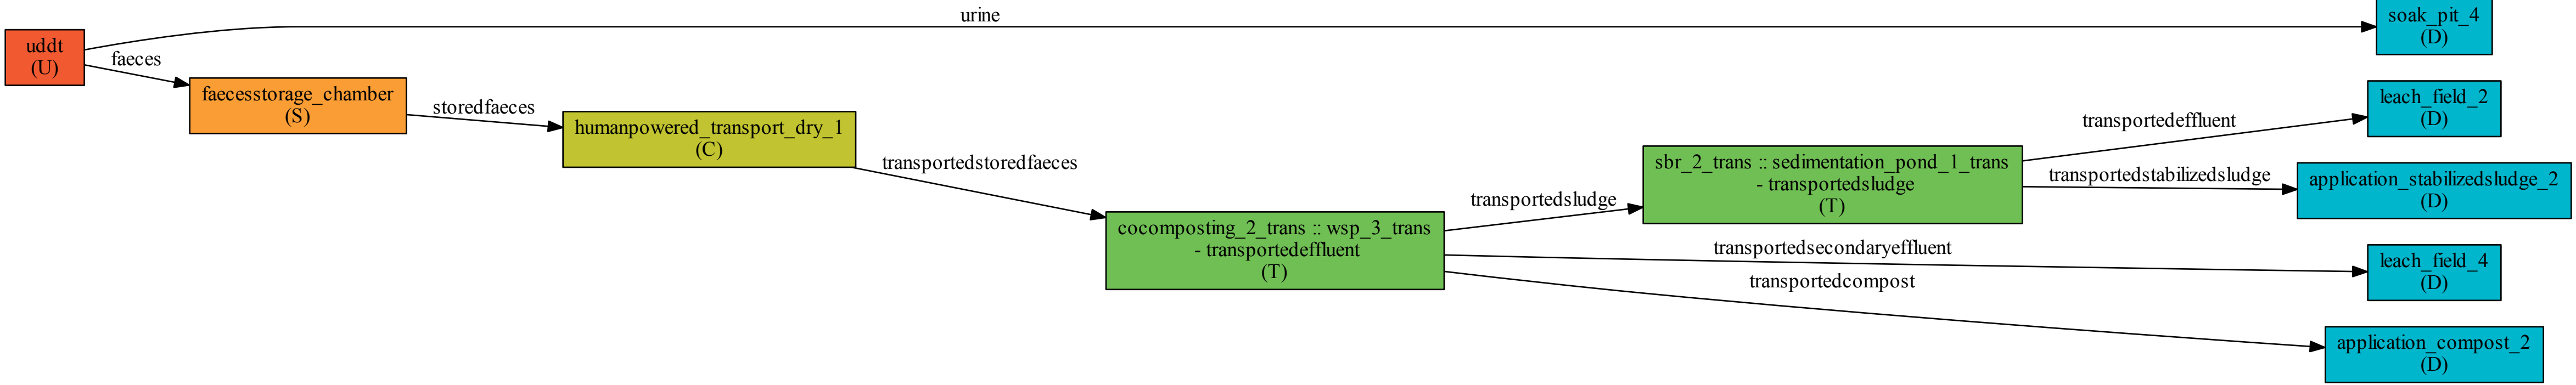 urine
soak_pit_4
(D)
uddt
(U)
faeces
faecesstorage_chamber
(S)
storedfaeces
humanpowered_transport_dry_1
(C)
transportedstoredfaeces
cocomposting_2_trans :: wsp_3_trans
- transportedeffluent
(T)
transportedsludge
sbr_2_trans :: sedimentation_pond_1_trans
- transportedsludge
(T)
transportedeffluent
leach_field_2
(D)
transportedstabilizedsludge
application_stabilizedsludge_2
(D)
transportedsecondaryeffluent
leach_field_4
(D)
transportedcompost
application_compost_2
(D)